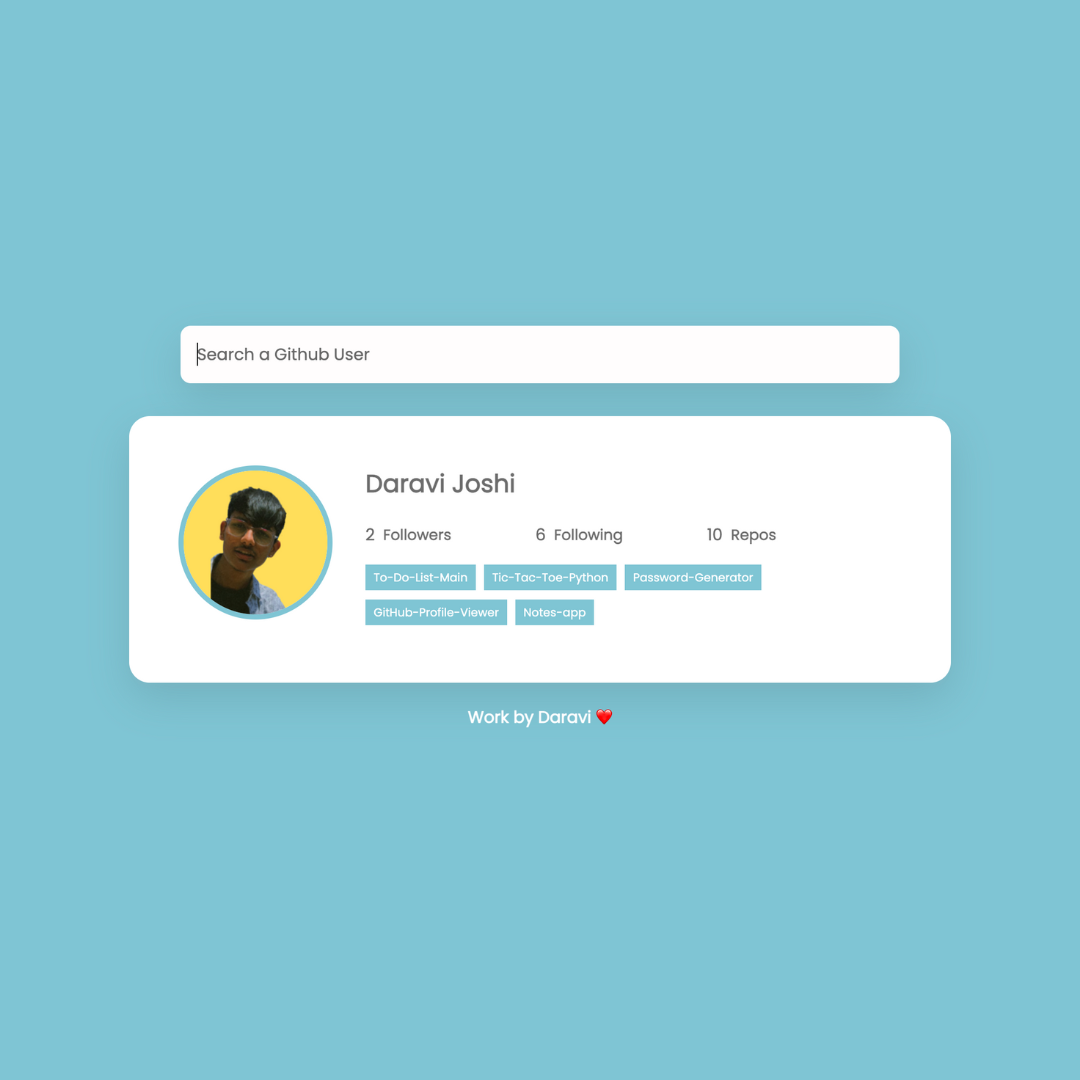 Search a Github User
Daravi Joshi
2 Followers 6 Following 10 Repos
To-Do-List-Main Tic-Tac-Toe-Python Password-Generator
GitHub-Profile-Viewer Notes-app
Work by Daravi ❤️